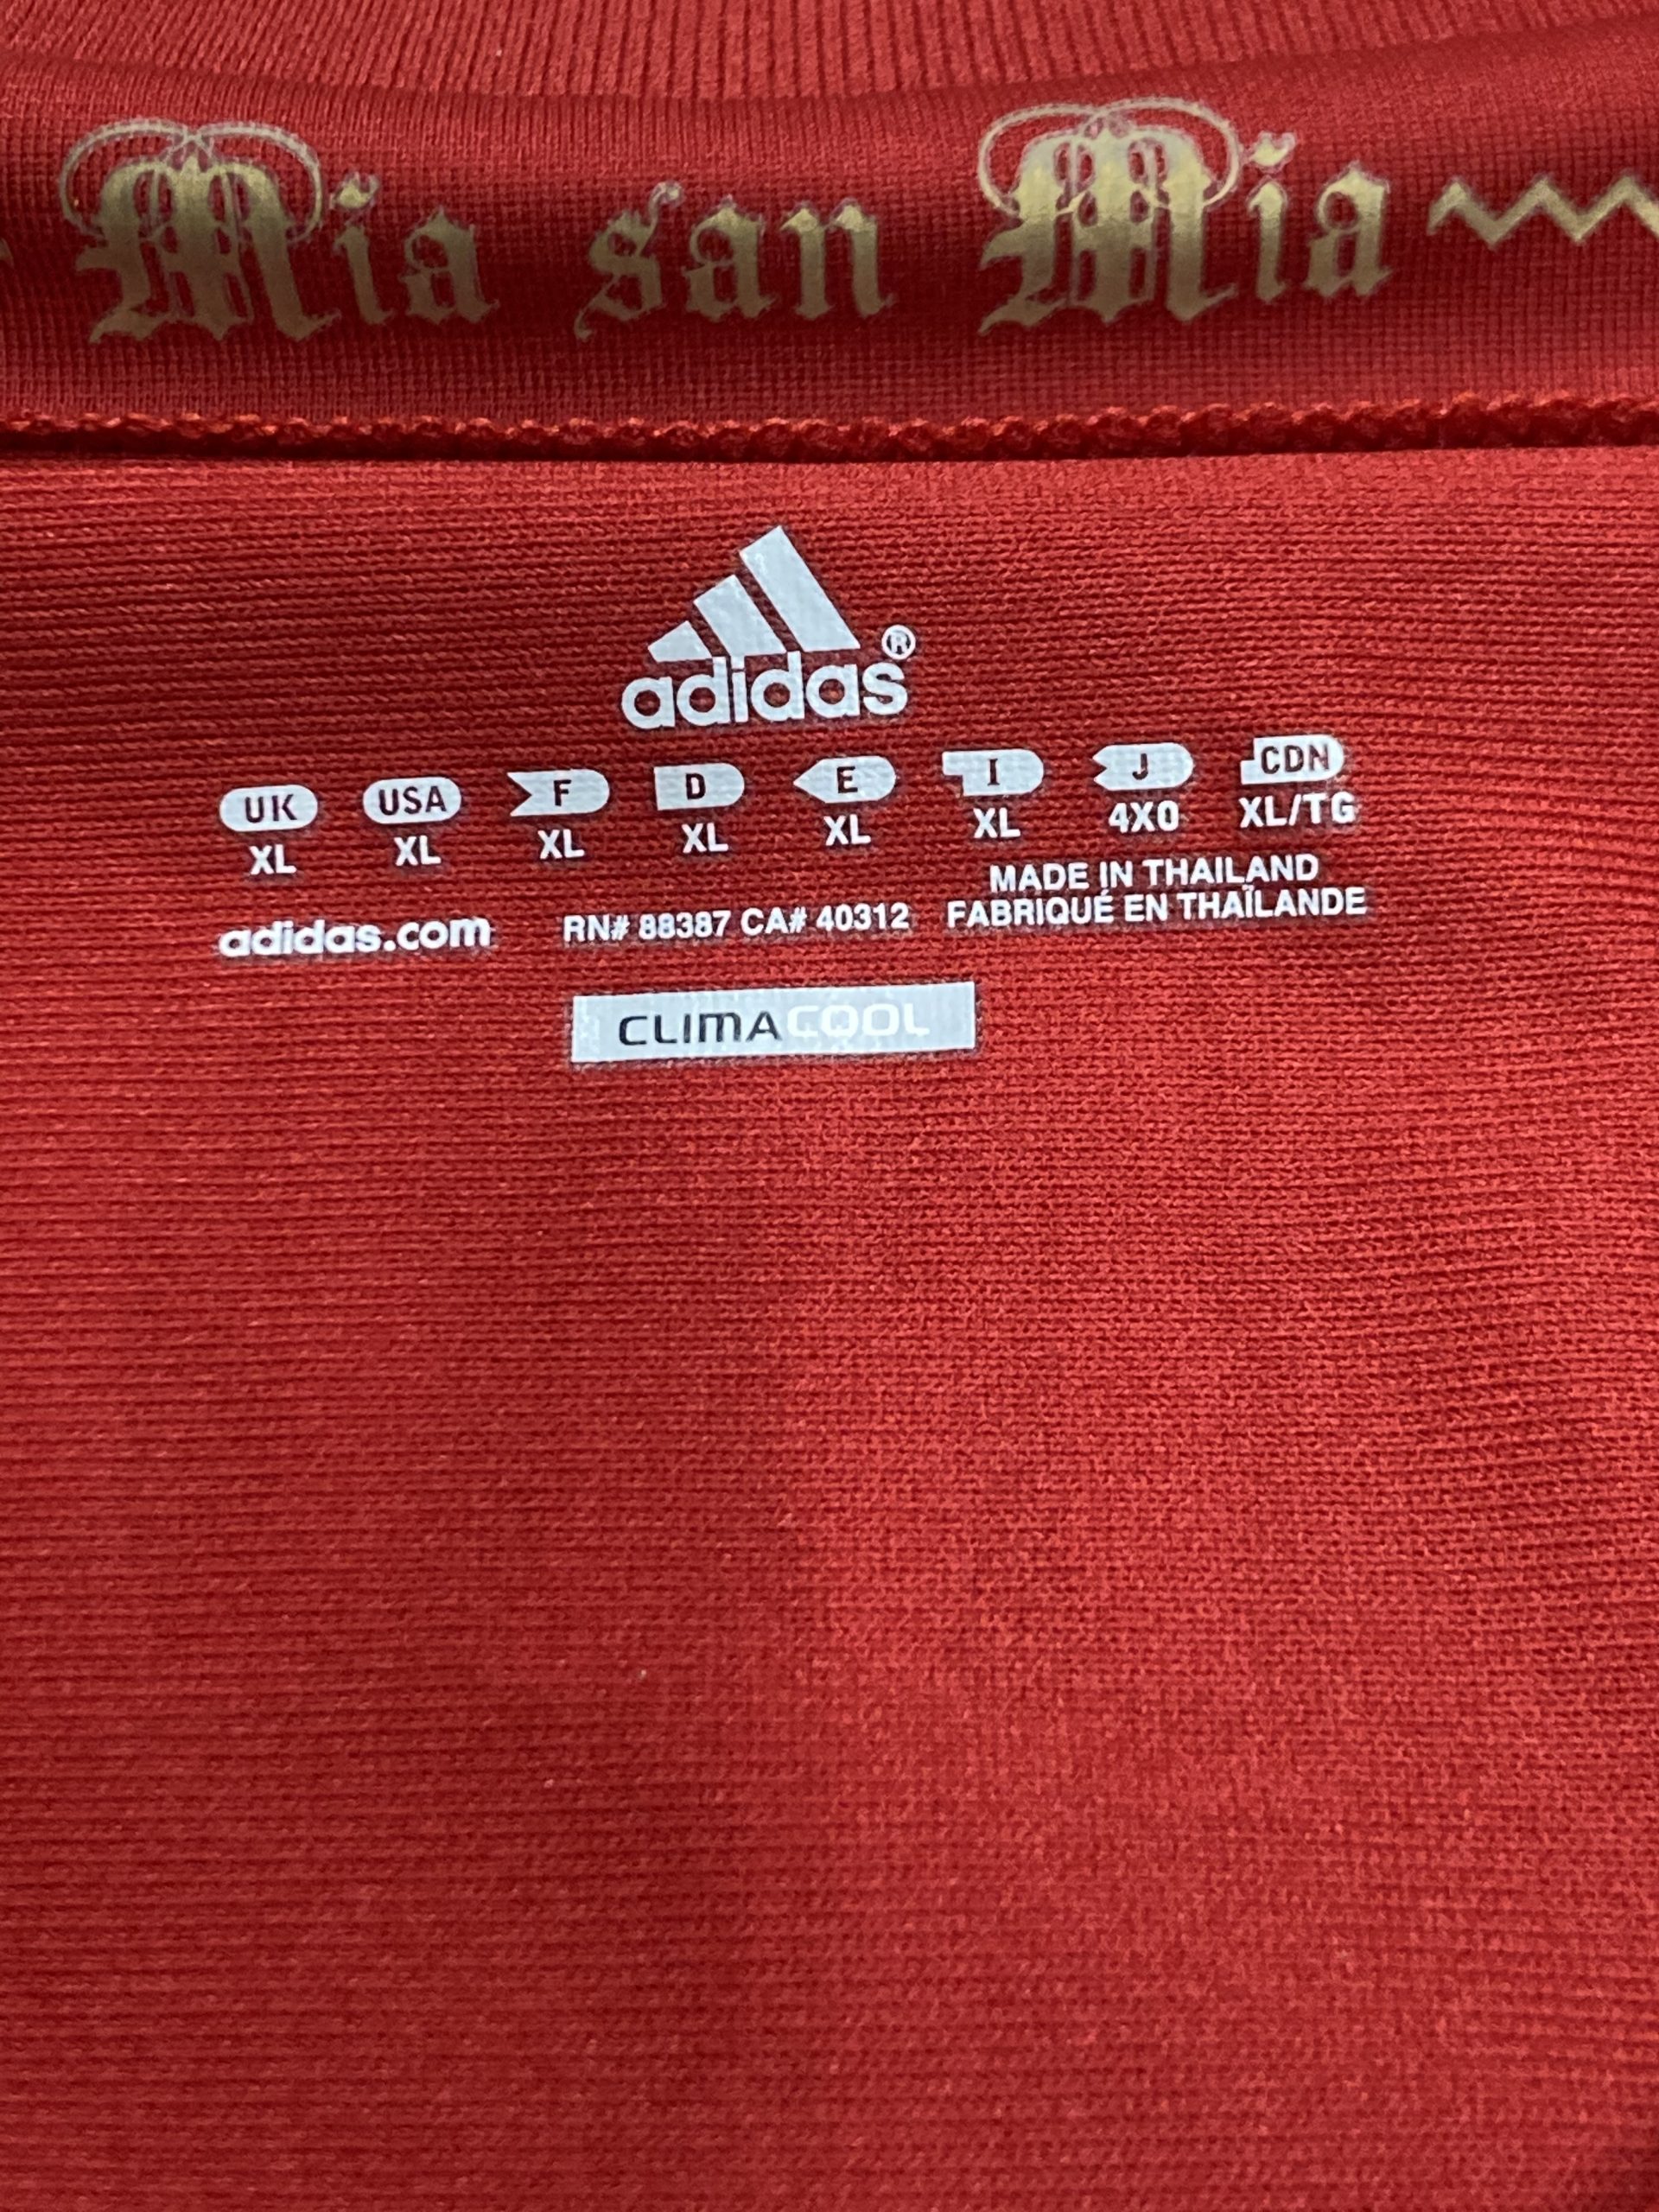 Mia san Mia
adidas®
UK USA F D E I J CDN
XL XL XL XL XL XL 4XO XL/TG
MADE IN THAILAND
adidas.com RN# 88387 CA# 40312 FABRIQUÉ EN THAÏLANDE
CLIMACOOL